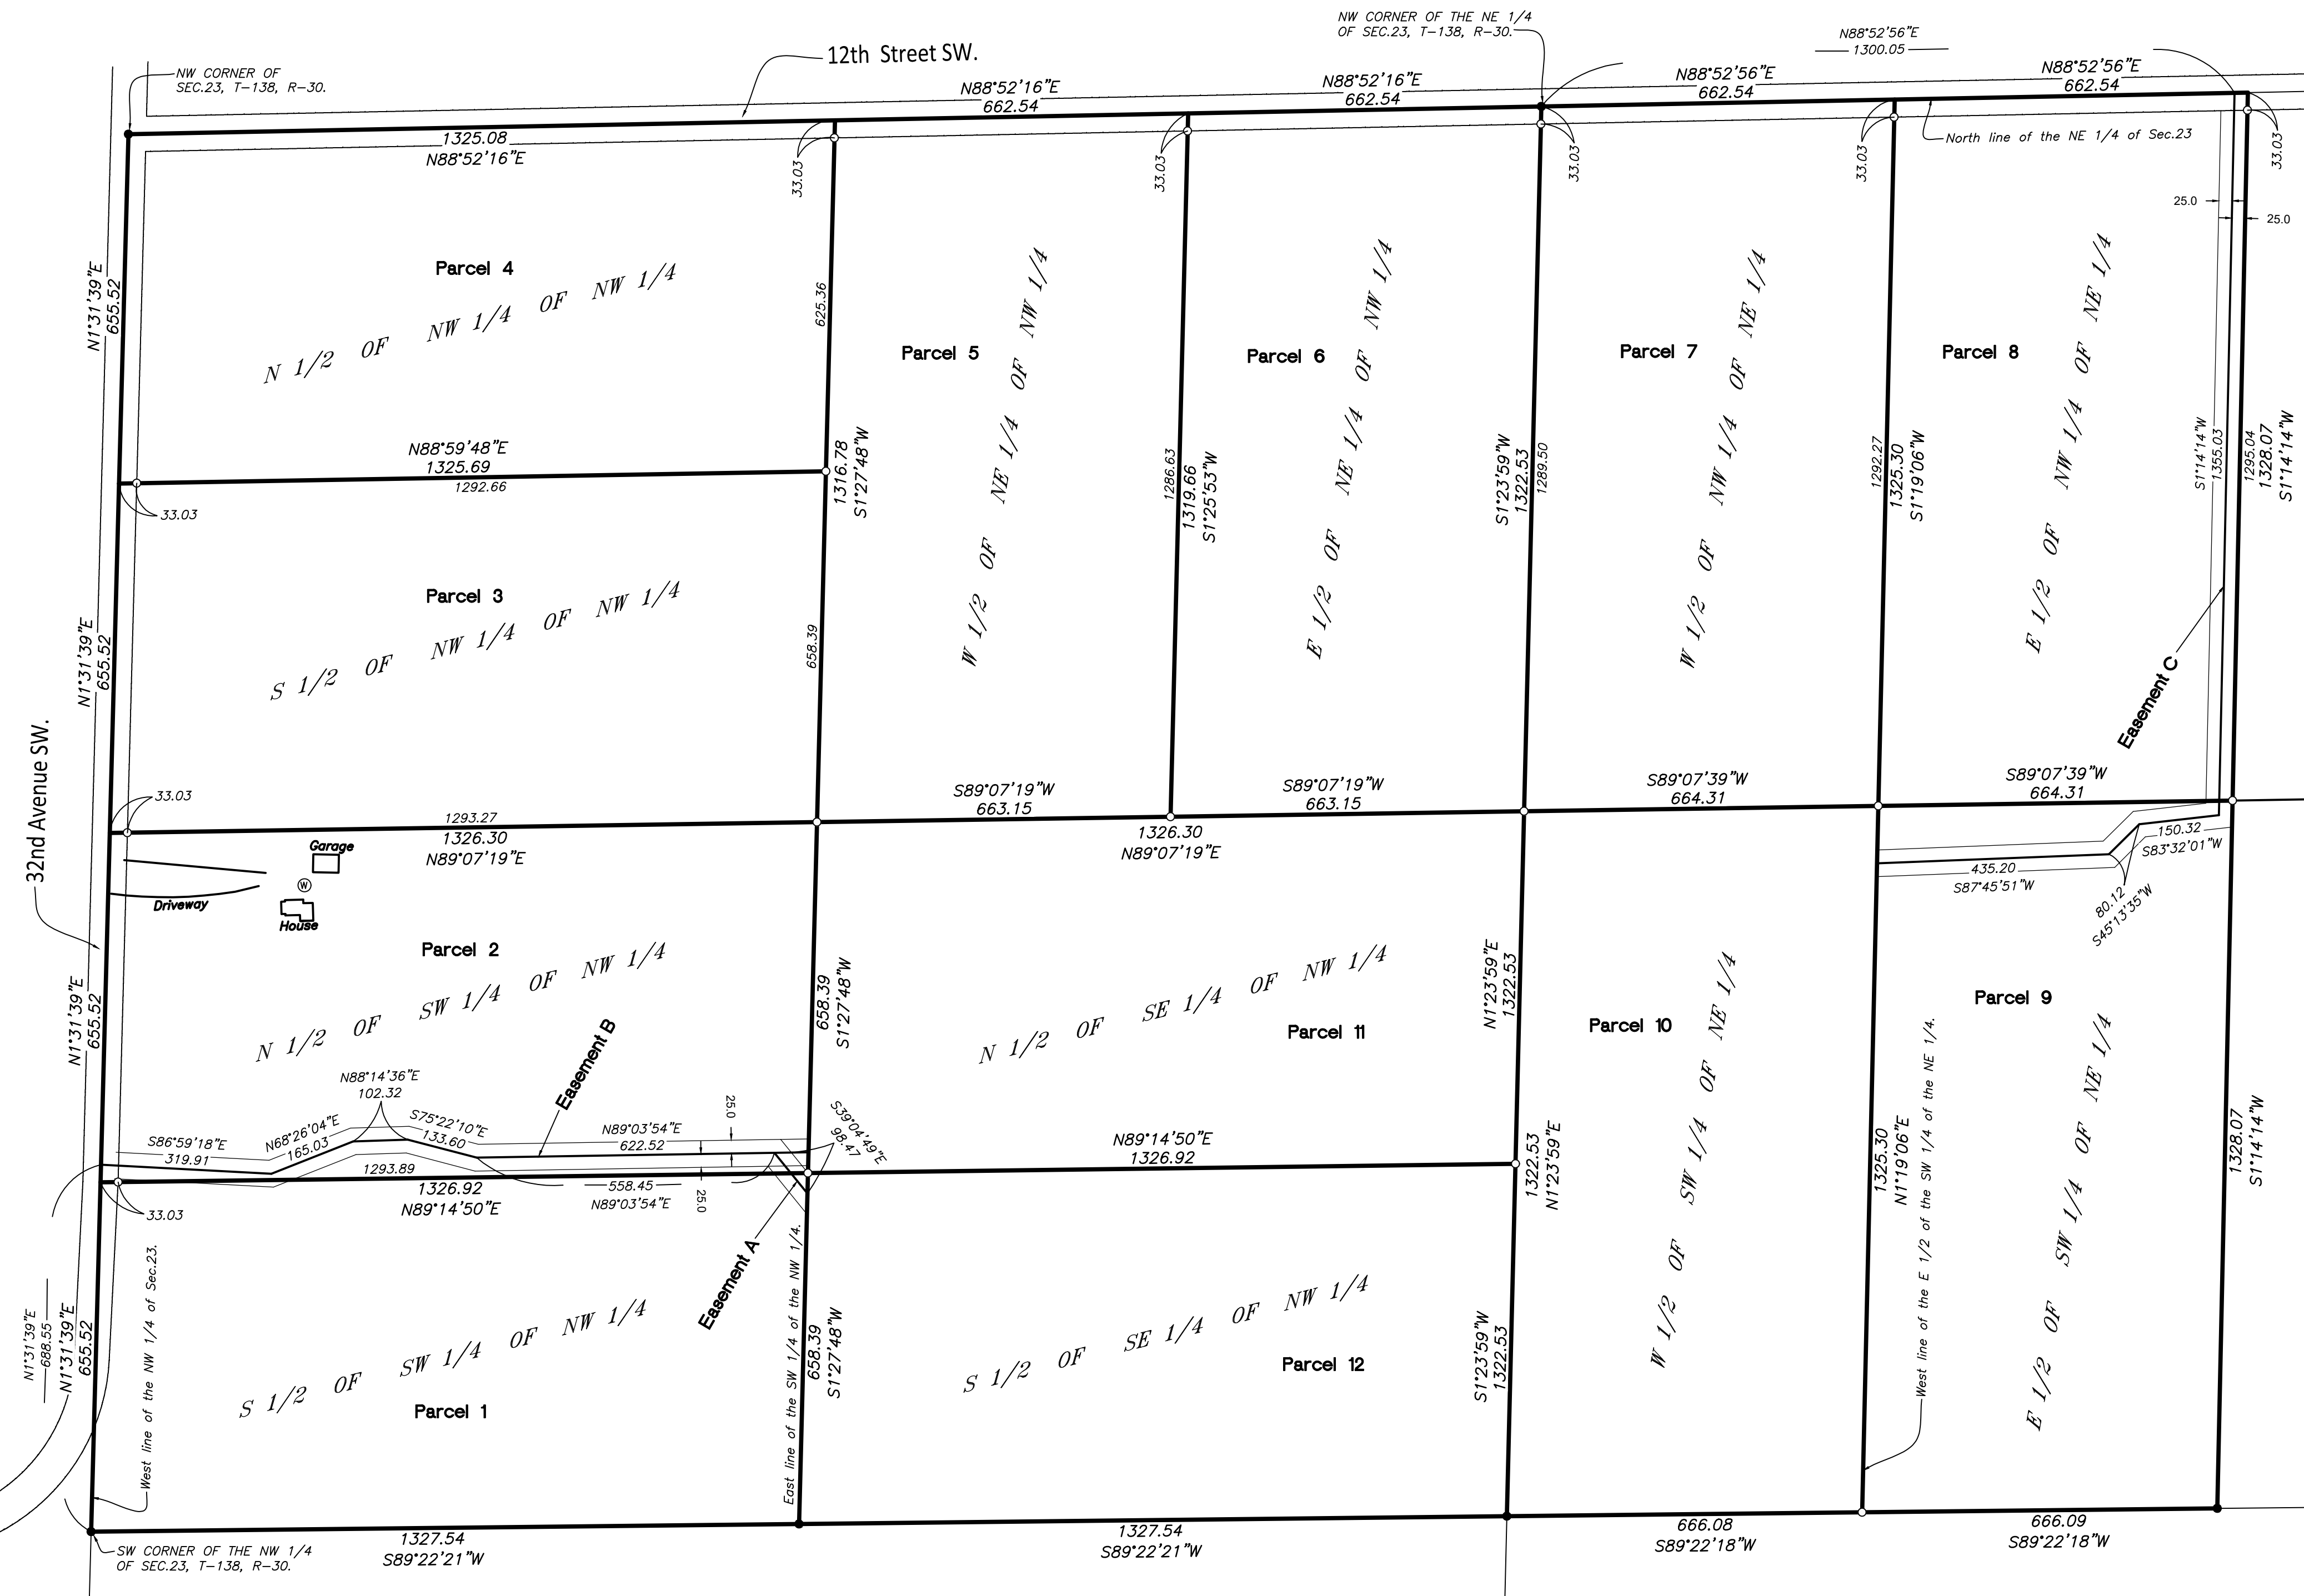 NW CORNER OF THE NE 1/4
OF SEC.23, T-138, R-30.
N88°52'56"E
1300.05
12th Street SW.
NW CORNER OF
SEC.23, T-138, R-30.
N88°52'16"E
662.54
N88°52'16"E
662.54
N88°52'56"E
662.54
N88°52'56"E
662.54
1325.08
N88°52'16"E
33.03
33.03
33.03
33.03
33.03
North line of the NE 1/4 of Sec.23
25.0
25.0
N1°31'39"E
655.52
Parcel 4
N 1/2 OF NW 1/4 OF NW 1/4
625.36
Parcel 5
W 1/2 OF NE 1/4 OF NW 1/4
Parcel 6
E 1/2 OF NE 1/4 OF NW 1/4
Parcel 7
W 1/2 OF NW 1/4 OF NE 1/4
Parcel 8
E 1/2 OF NW 1/4 OF NE 1/4
N88°59'48"E
1325.69
1292.66
33.03
1316.78
S1°27'48"W
1286.63
1319.66
S1°25'53"W
S1°23'59"W
1322.53
1289.50
1292.27
1325.30
S1°19'06"W
S1°14'14"W
1355.03
1295.04
1328.07
S1°14'14"W
N1°31'39"E
655.52
Parcel 3
S 1/2 OF NW 1/4 OF NW 1/4
658.39
Easement C
32nd Avenue SW.
33.03
1293.27
1326.30
N89°07'19"E
S89°07'19"W
663.15
S89°07'19"W
663.15
1326.30
N89°07'19"E
S89°07'39"W
664.31
S89°07'39"W
664.31
Garage
W
Driveway
House
150.32
S83°32'01"W
435.20
S87°45'51"W
80.12
S45°13'35"W
Parcel 2
N 1/2 OF SW 1/4 OF NW 1/4
N1°31'39"E
655.52
658.39
S1°27'48"W
Parcel 11
N 1/2 OF SE 1/4 OF NW 1/4
N1°23'59"E
1322.53
Parcel 10
W 1/2 OF SW 1/4 OF NE 1/4
Parcel 9
E 1/2 OF SW 1/4 OF NE 1/4
West line of the E 1/2 of the SW 1/4 of the NE 1/4.
Easement B
N88°14'36"E
102.32
S86°59'18"E
319.91
N68°26'04"E
165.03
S75°22'10"E
133.60
N89°03'54"E
622.52
25.0
S39°04'49"E
98.47
1293.89
1326.92
N89°14'50"E
558.45
N89°03'54"E
25.0
33.03
N89°14'50"E
1326.92
1322.53
N1°23'59"E
1325.30
N1°19'06"E
1328.07
S1°14'14"W
Easement A
West line of the NW 1/4 of Sec.23.
East line of the SW 1/4 of the NW 1/4.
N1°31'39"E
688.55
N1°31'39"E
655.52
S 1/2 OF SW 1/4 OF NW 1/4
Parcel 1
658.39
S1°27'48"W
S 1/2 OF SE 1/4 OF NW 1/4
Parcel 12
S1°23'59"W
1322.53
1327.54
S89°22'21"W
1327.54
S89°22'21"W
666.08
S89°22'18"W
666.09
S89°22'18"W
SW CORNER OF THE NW 1/4
OF SEC.23, T-138, R-30.